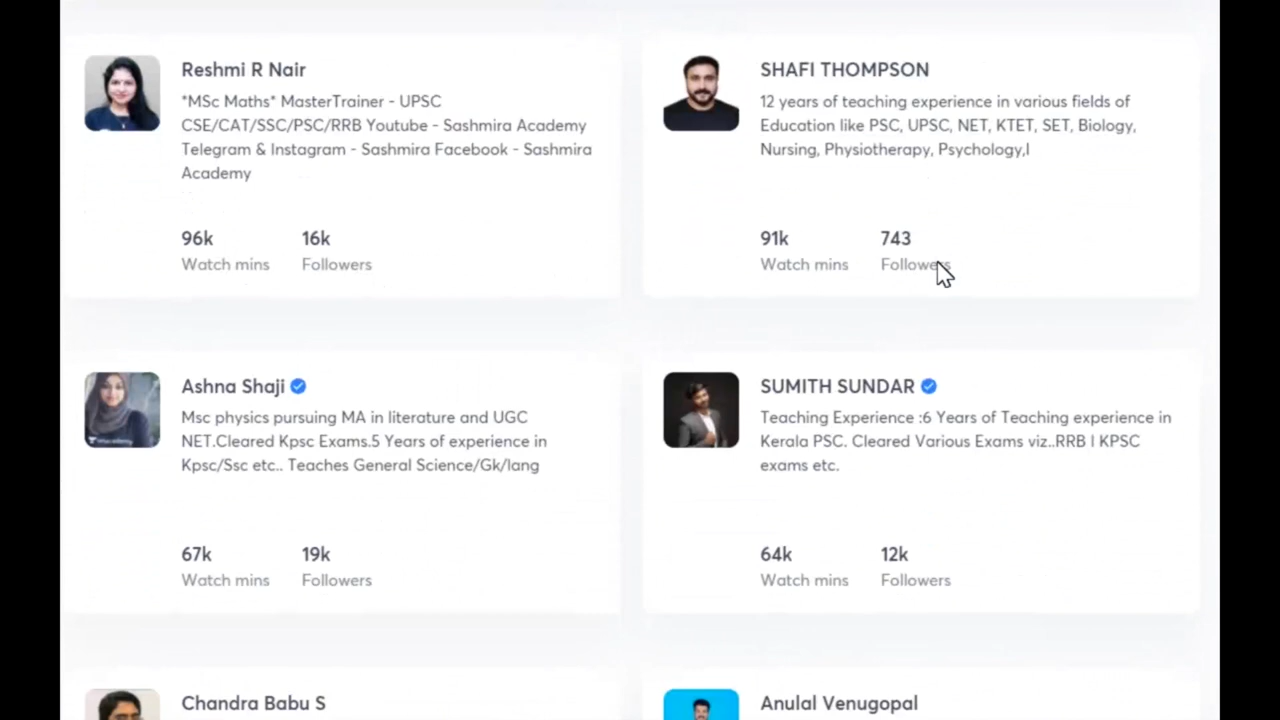 Reshmi R Nair
*MSc Maths* MasterTrainer - UPSC
CSE/CAT/SSC/PSC/RRB Youtube - Sashmira Academy
Telegram & Instagram - Sashmira Facebook - Sashmira
Academy
96k
16k
Watch mins
Followers
SHAFI THOMPSON
12 years of teaching experience in various fields of
Education like PSC, UPSC, NET, KTET, SET, Biology,
Nursing, Physiotherapy, Psychology,I
91k
743
Watch mins
Followers
Ashna Shaji
Msc physics pursuing MA in literature and UGC
NET.Cleared Kpsc Exams.5 Years of experience in
Kpsc/Ssc etc.. Teaches General Science/Gk/lang
67k
19k
Watch mins
Followers
SUMITH SUNDAR
Teaching Experience :6 Years of Teaching experience in
Kerala PSC. Cleared Various Exams viz..RRB I KPSC
exams etc.
64k
12k
Watch mins
Followers
Chandra Babu S
Anulal Venugopal